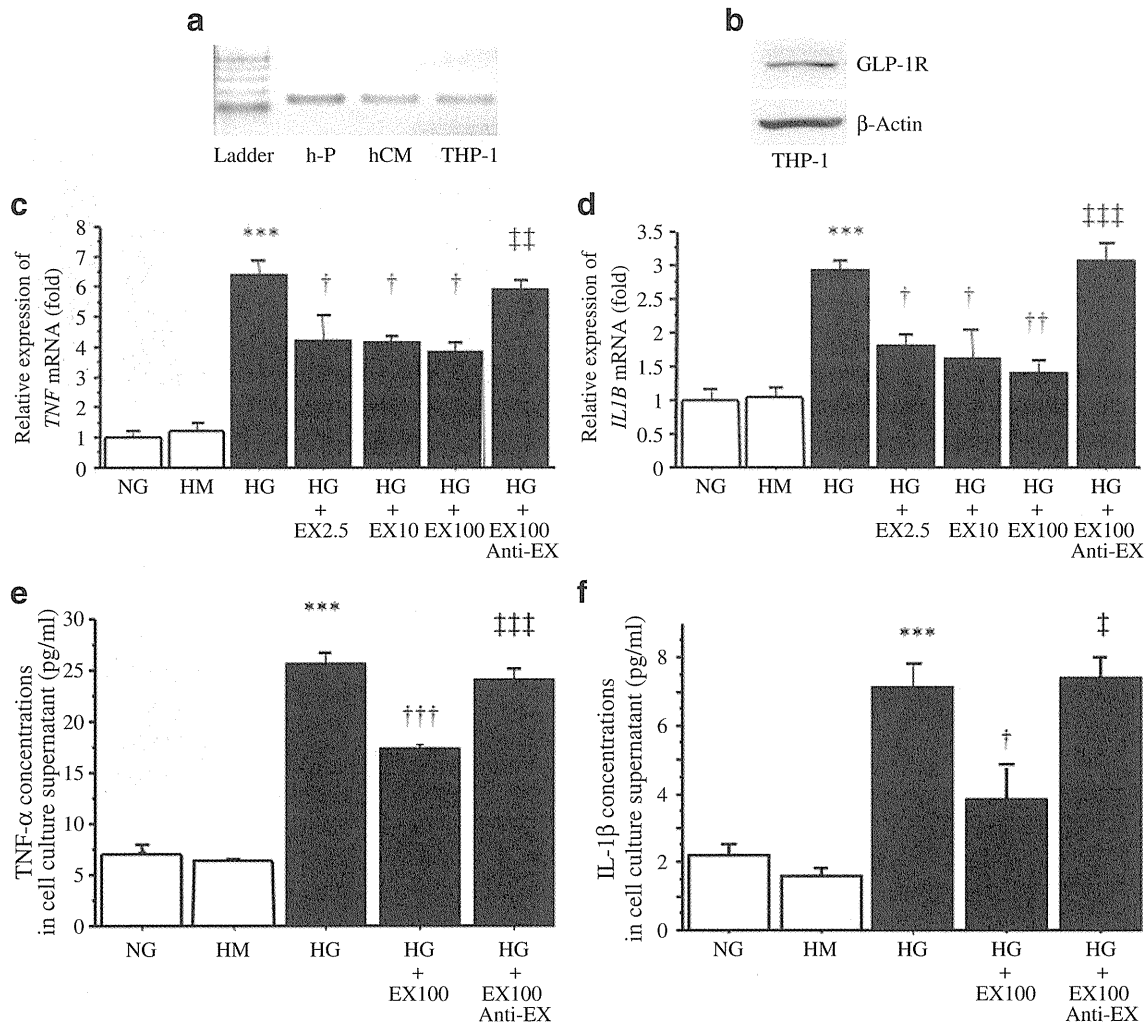 a
Ladder h-P hCM THP-1
b
GLP-1R
β-Actin
THP-1
c
Relative expression of
TNF mRNA (fold)
8
7
6
5
4
3
2
1
0
***
†
†
†
‡‡
NG HM HG HG HG HG HG
+ + + +
EX2.5 EX10 EX100 EX100
Anti-EX
d
Relative expression of
IL1B mRNA (fold)
3.5
3
2.5
2
1.5
1
0.5
0
***
†
†
††
‡‡‡
NG HM HG HG HG HG HG
+ + + +
EX2.5 EX10 EX100 EX100
Anti-EX
e
TNF-α concentrations
in cell culture supernatant (pg/ml)
30
25
20
15
10
5
0
***
†††
‡‡‡
NG HM HG HG HG
+ +
EX100 EX100
Anti-EX
f
IL-1β concentrations
in cell culture supernatant (pg/ml)
8
6
4
2
0
***
†
‡
NG HM HG HG HG
+ +
EX100 EX100
Anti-EX